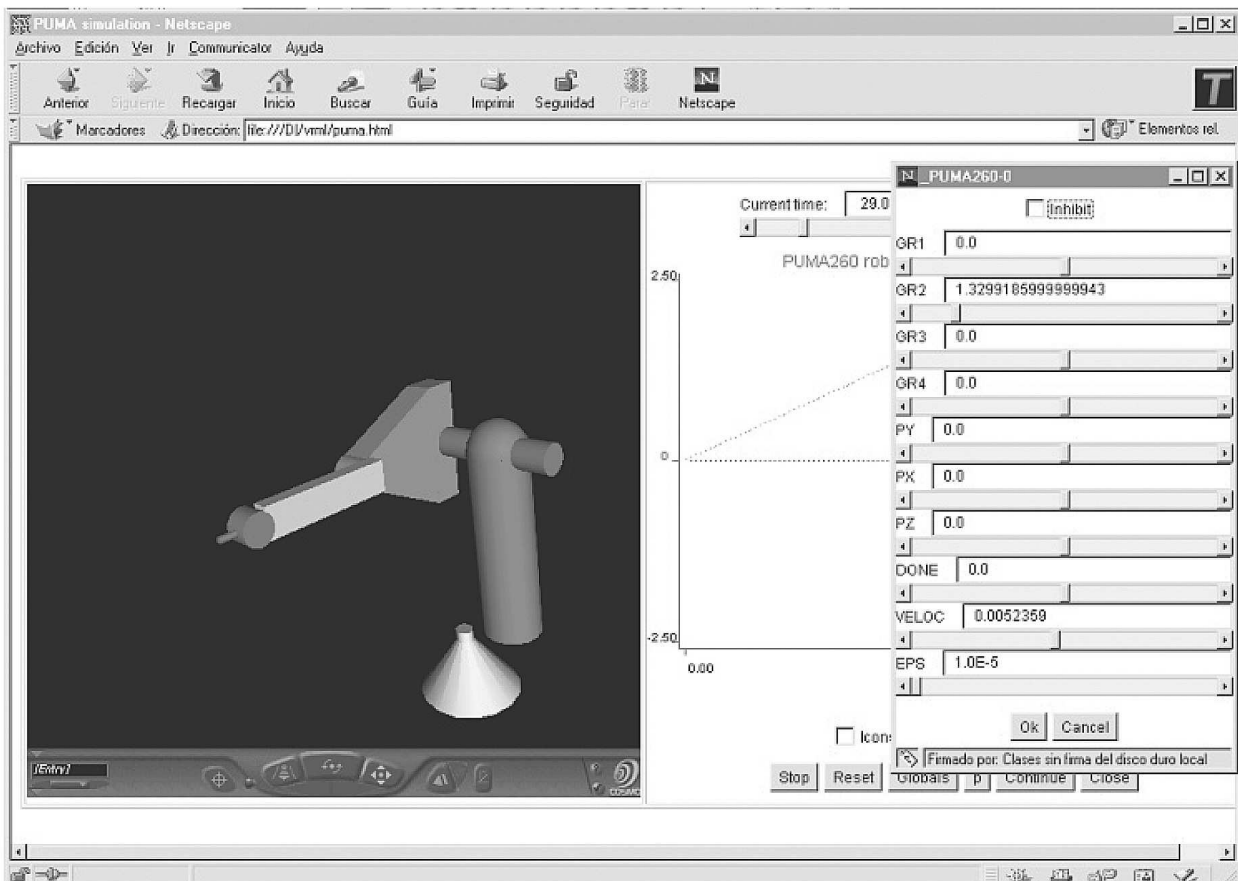 PUMA simulation - Netscape
Archivo Edición Ver Ir Communicator Ayuda
Anterior Siguiente Recargar Inicio Buscar Guía Imprimir Seguridad Parar Netscape
Marcadores Dirección: file:///D|/vrml/puma.html Elementos rel.
_PUMA260-0
Inhibit
Current time: 29.0
PUMA260 rob
2.50
0
-2.50
0.00
GR1 0.0
GR2 1.3299185999999943
GR3 0.0
GR4 0.0
PY 0.0
PX 0.0
PZ 0.0
DONE 0.0
VELOC 0.0052359
EPS 1.0E-5
Ok Cancel
Firmado por: Clases sin firma del disco duro local
Icons
Stop Reset Globals p Continue Close
[Entry]
COSMO